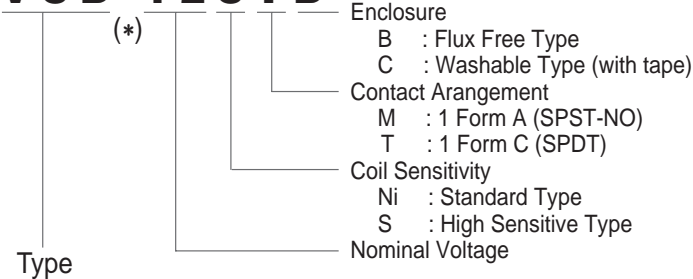 Enclosure
(*)
B : Flux Free Type
C : Washable Type (with tape)
Contact Arangement
M : 1 Form A (SPST-NO)
T : 1 Form C (SPDT)
Coil Sensitivity
Ni : Standard Type
S : High Sensitive Type
Nominal Voltage
Type